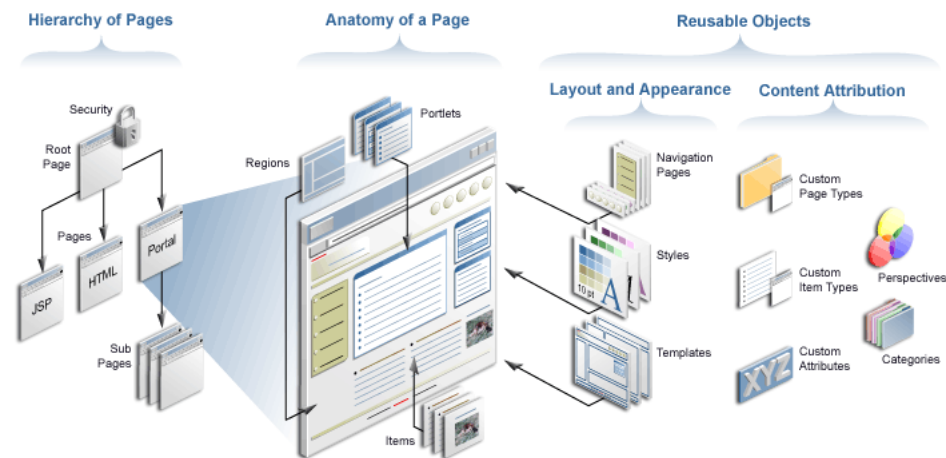 Hierarchy of Pages
Anatomy of a Page
Reusable Objects
Layout and Appearance
Content Attribution
Security
Root
Page
Pages
JSP
HTML
Portal
Sub
Pages
Regions
Portlets
Items
Navigation
Pages
Styles
10 pt
A
Templates
Custom
Page Types
Custom
Item Types
Perspectives
XYZ
Custom
Attributes
Categories